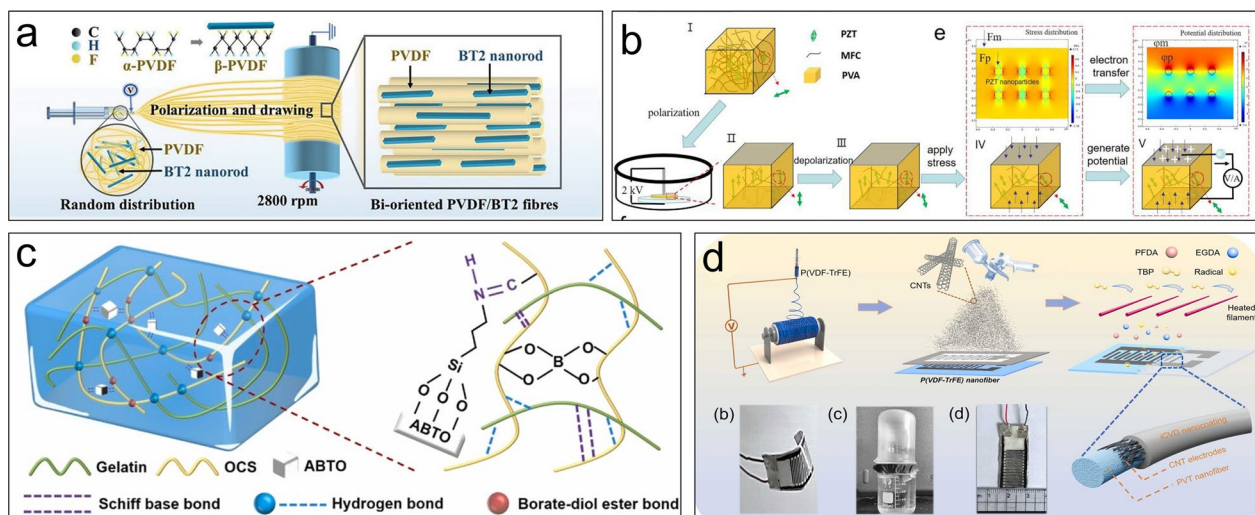 a
C
H
F
α-PVDF
β-PVDF
V
Polarization and drawing
PVDF
BT2 nanorod
Random distribution
2800 rpm
PVDF
BT2 nanorod
Bi-oriented PVDF/BT2 fibres
b
I
PZT
MFC
PVA
polarization
2 kV
II
depolarization
III
apply
stress
e
Stress distribution
Fm
Fp
PZT nanoparticles
electron
transfer
Potential distribution
φm
φp
IV
generate
potential
V
V/A
c
H
N
C
Si
O
O
O
ABTO
O
O
B
O
O
Gelatin
OCS
ABTO
Schiff base bond
Hydrogen bond
Borate-diol ester bond
d
P(VDF-TrFE)
V
CNTs
P(VDF-TrFE) nanofiber
PFDA
EGDA
TBP
Radical
Heated
filament
(b)
(c)
(d)
iCVD nanocoating
CNT electrodes
PVT nanofiber